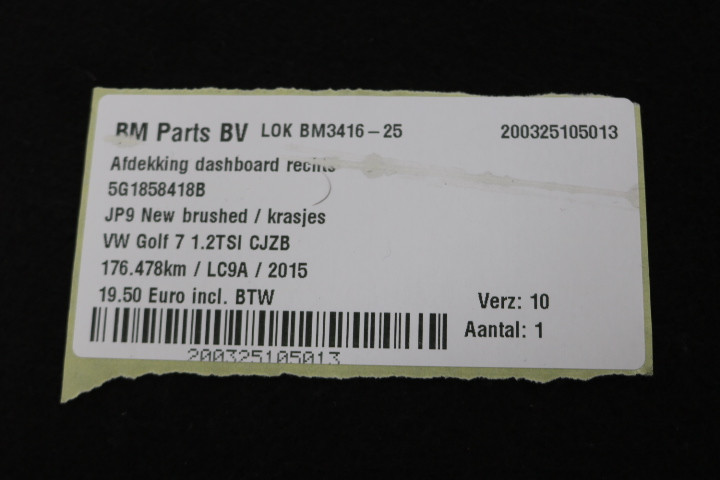 BM Parts BV LOK BM3416-25 200325105013
Afdekking dashboard rechts
5G1858418B
JP9 New brushed / krasjes
VW Golf 7 1.2TSI CJZB
176.478km / LC9A / 2015
19.50 Euro incl. BTW
Verz: 10
Aantal: 1
200325105013